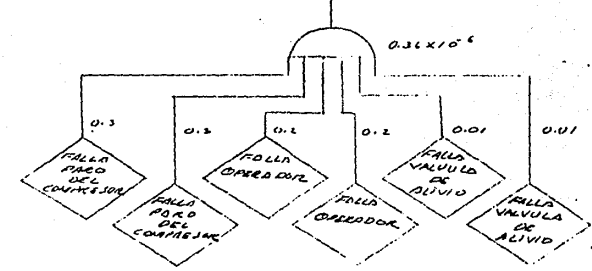 0.36 x 10⁻⁶
0.3
0.3
0.2
0.2
0.01
0.01
FALLA
PARO
DEL
COMPRESOR
FALLA
PARO
DEL
COMPRESOR
FALLA
OPERADOR
FALLA
OPERADOR
FALLA
VALVULA
DE
ALIVIO
FALLA
VALVULA
DE
ALIVIO